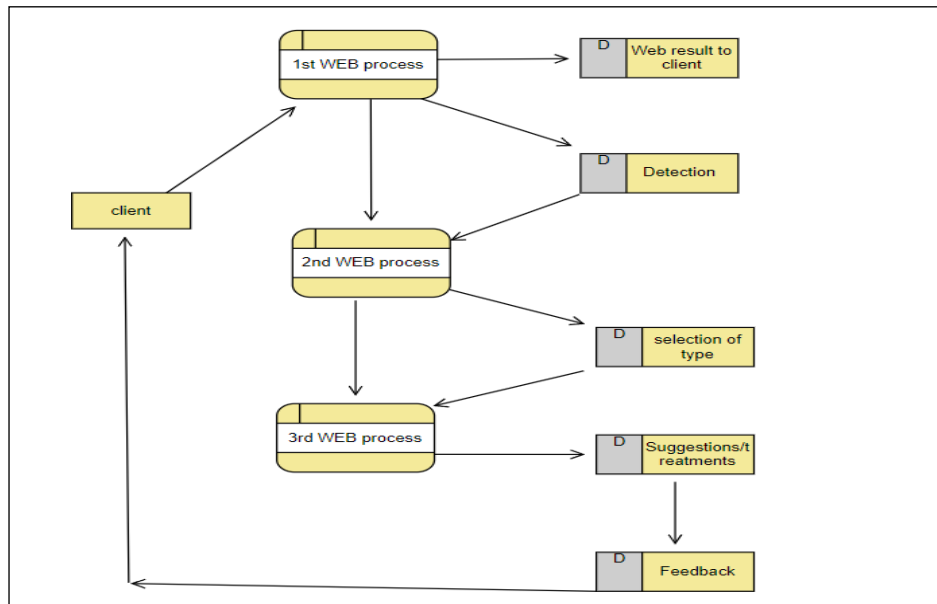 1st WEB process
D
Web result to
client
D
Detection
client
2nd WEB process
D
selection of
type
3rd WEB process
D
Suggestions/t
reatments
D
Feedback